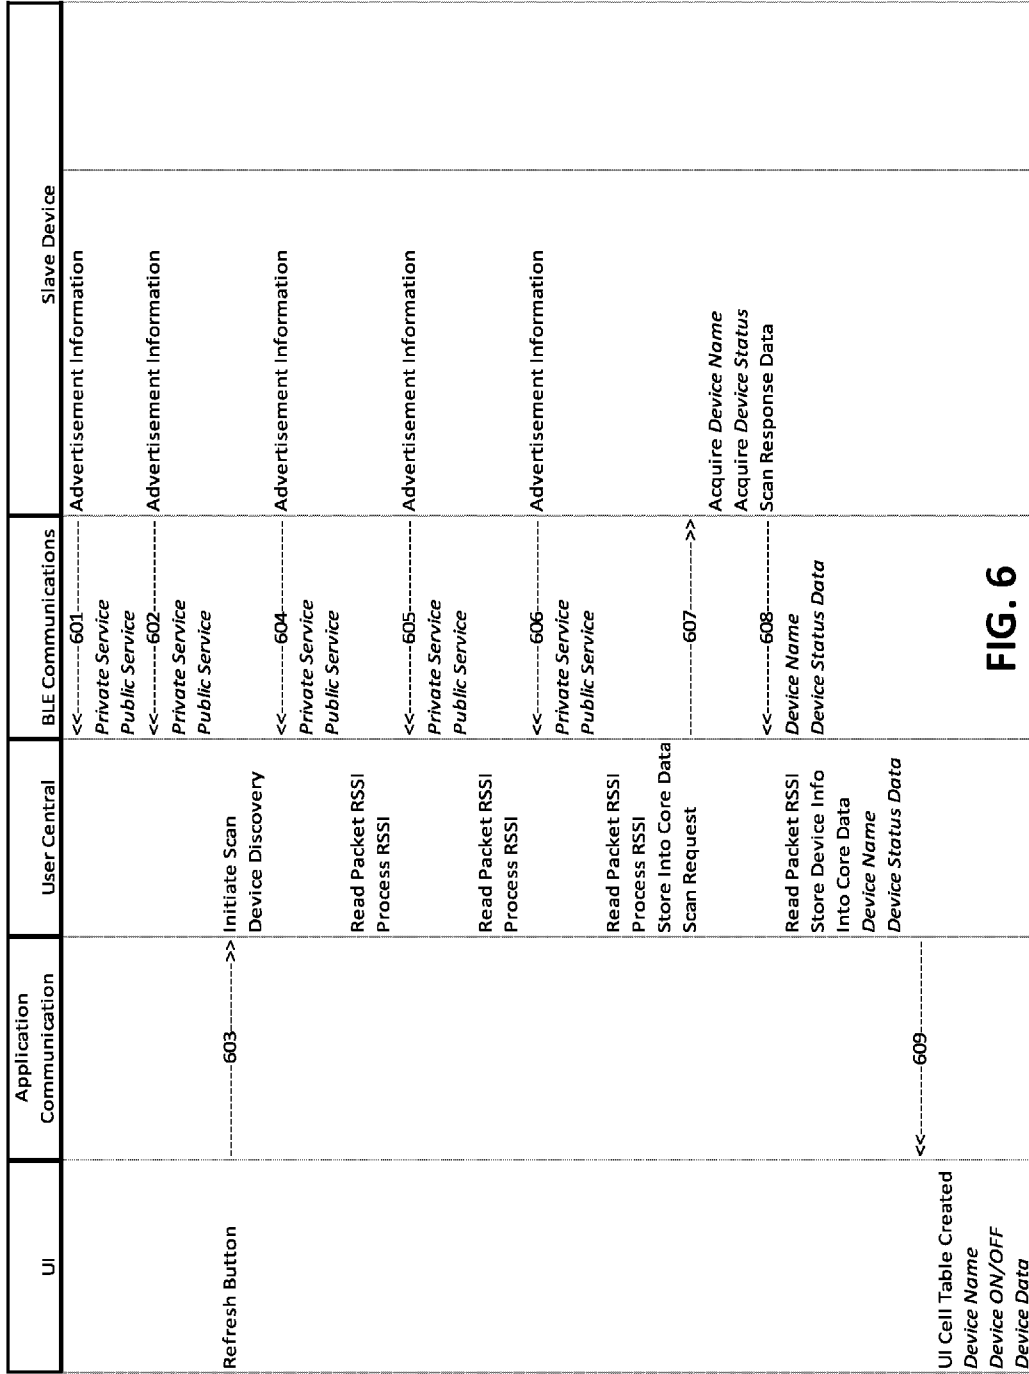 UI
Application
Communication
User Central
BLE Communications
Slave Device
<<--------601--------- Advertisement Information
Private Service
Public Service
<<--------602--------- Advertisement Information
Private Service
Public Service
Refresh Button
---------------603-------------->> Initiate Scan
Device Discovery
<<--------604--------- Advertisement Information
Private Service
Public Service
Read Packet RSSI
Process RSSI
<<--------605--------- Advertisement Information
Private Service
Public Service
Read Packet RSSI
Process RSSI
<<--------606--------- Advertisement Information
Private Service
Public Service
Read Packet RSSI
Process RSSI
Store Into Core Data
Scan Request
---------------607--------->>
Acquire Device Name
Acquire Device Status
<<--------608--------- Scan Response Data
Device Name
Device Status Data
Read Packet RSSI
Store Device Info
Into Core Data
Device Name
Device Status Data
<<-----------609---------------
UI Cell Table Created
Device Name
Device ON/OFF
Device Data
FIG. 6